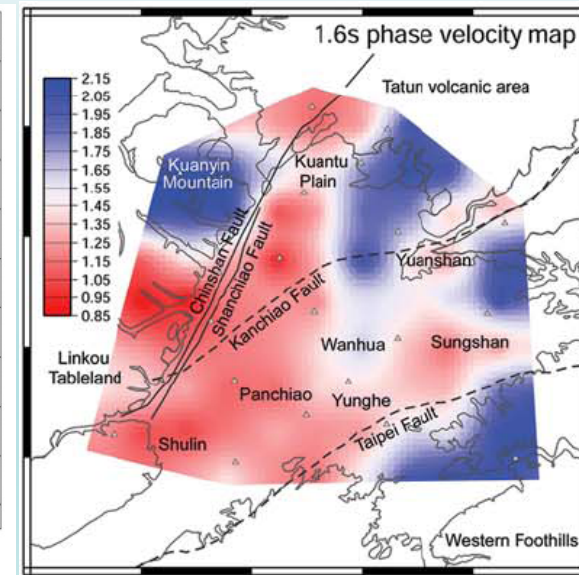 1.6s phase velocity map
Tatun volcanic area
2.15
2.05
1.95
1.85
1.75
1.65
1.55
1.45
1.35
1.25
1.15
1.05
0.95
0.85
Kuanyin
Mountain
Kuantu
Plain
Chinshan Fault
Shanchiao Fault
Kanchiao Fault
Yuanshan
Wanhua
Sungshan
Linkou
Tableland
Panchiao
Yunghe
Taipei Fault
Shulin
Western Foothills